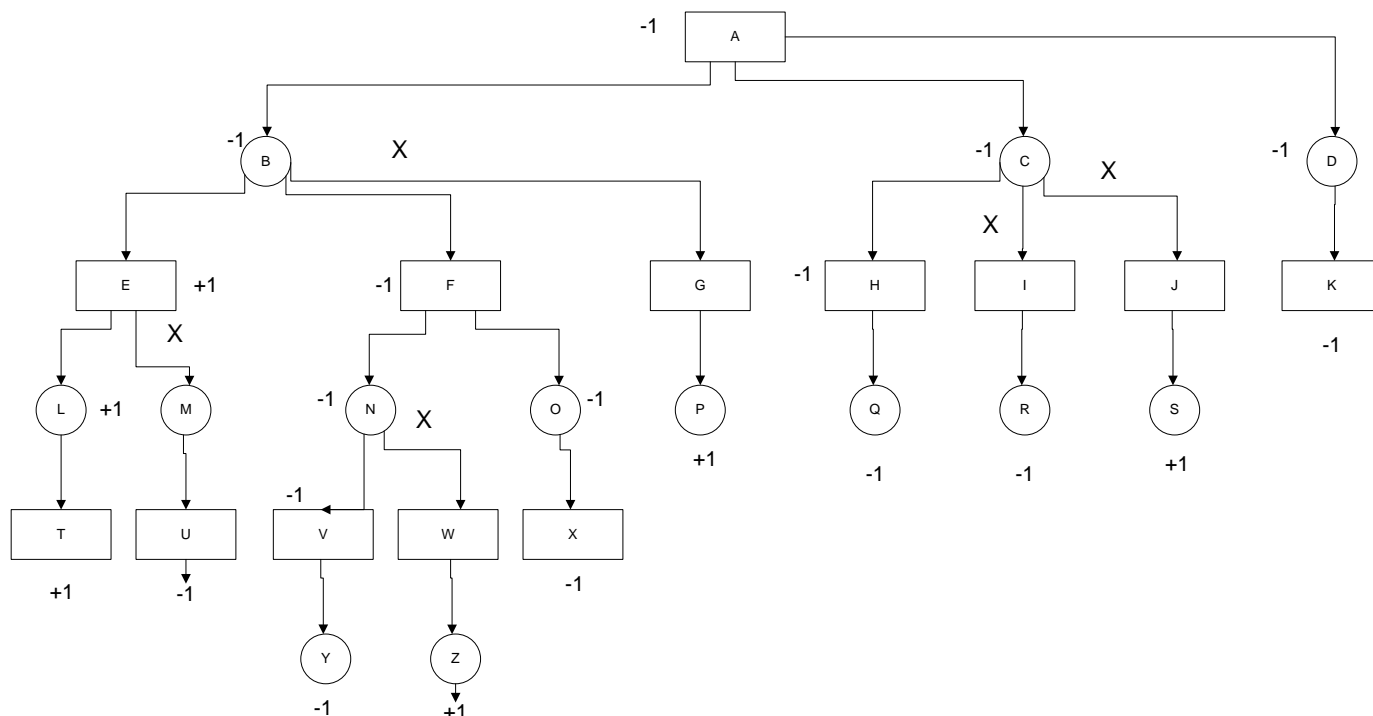 -1 A
-1 B X -1 C X -1 D
X
E +1 -1 F G -1 H I J K
X -1
L +1 M -1 N X O -1 P Q R S
+1 -1 -1 +1
-1
T U V W X
+1 -1 -1
Y Z
-1 +1